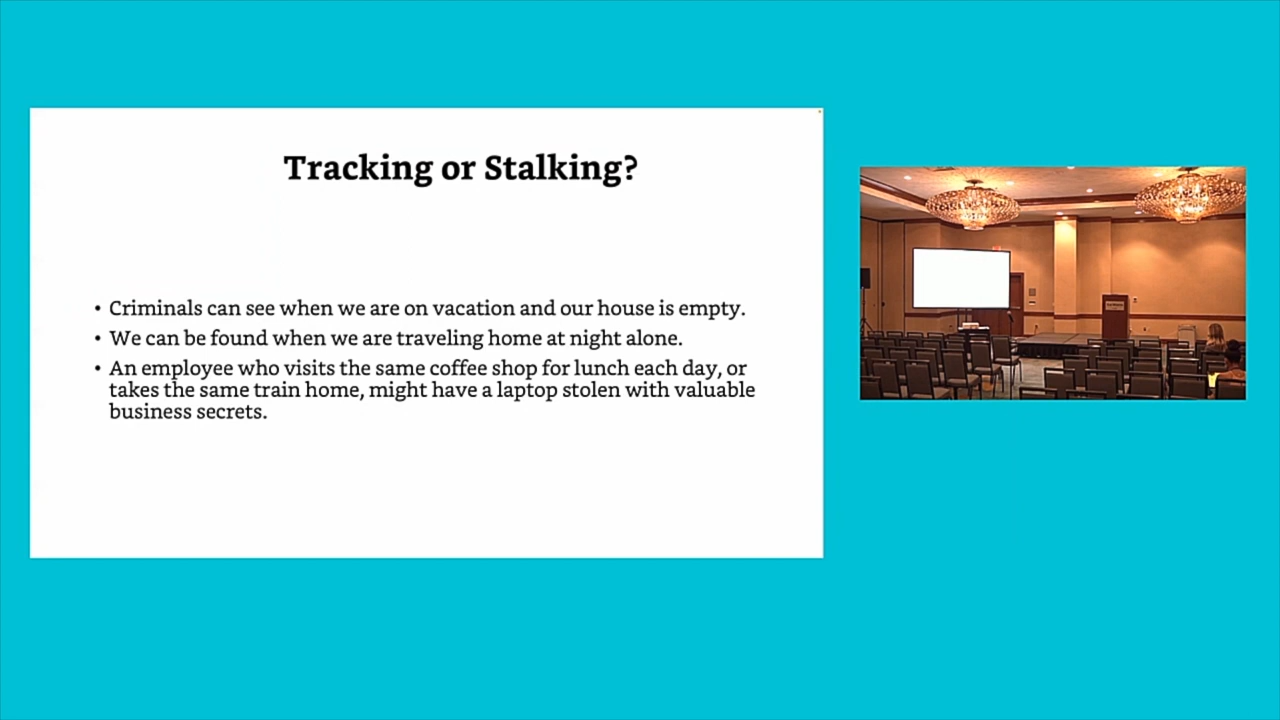 Tracking or Stalking?
• Criminals can see when we are on vacation and our house is empty.
• We can be found when we are traveling home at night alone.
• An employee who visits the same coffee shop for lunch each day, or
takes the same train home, might have a laptop stolen with valuable
business secrets.